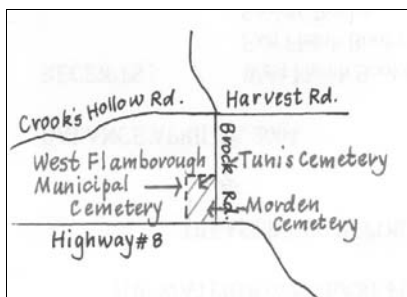 Crook's Hollow Rd.
Harvest Rd.
Brock Rd.
West Flamborough
Municipal
Cemetery
Tunis Cemetery
Morden
Cemetery
Highway #8